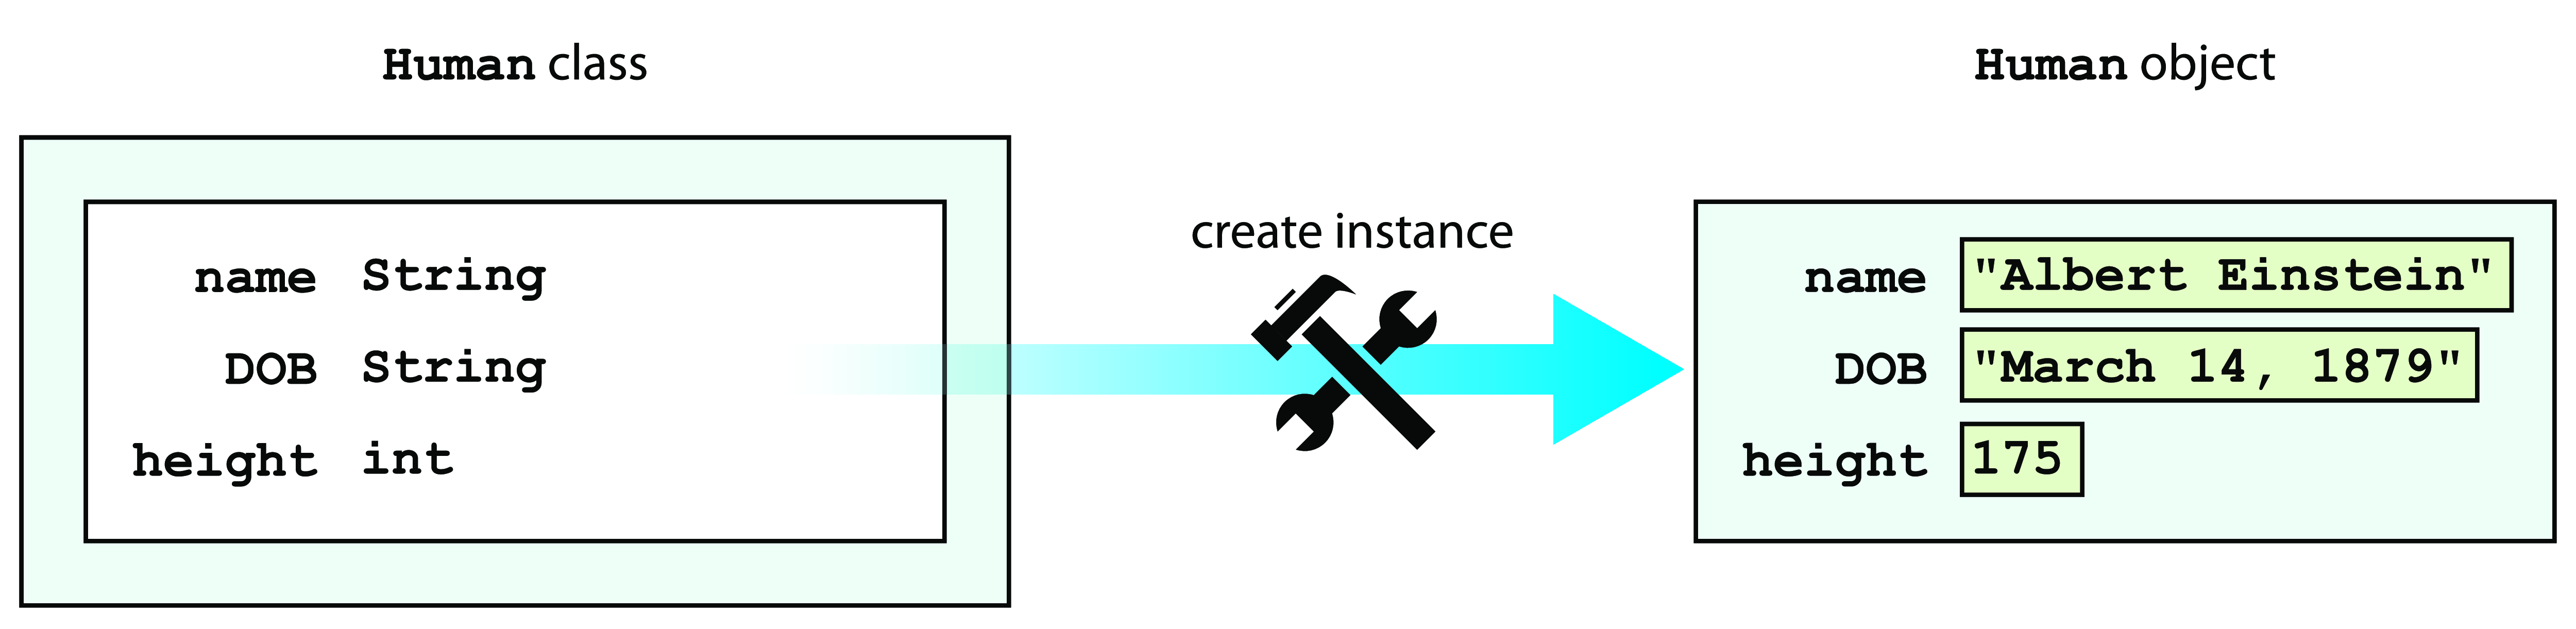 Human class
name String
DOB String
height int
create instance
Human object
name "Albert Einstein"
DOB "March 14, 1879"
height 175